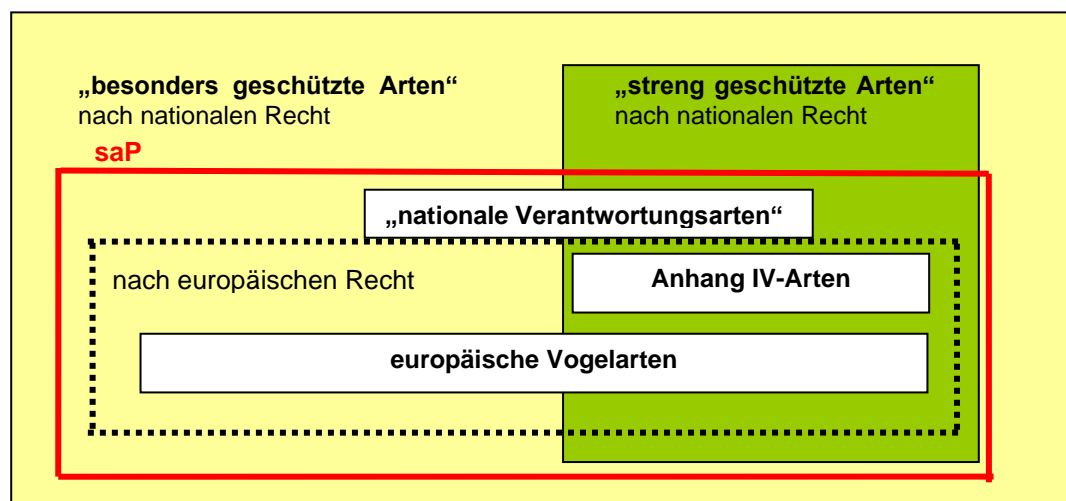 „besonders geschützte Arten“
nach nationalen Recht
„streng geschützte Arten“
nach nationalen Recht
saP
„nationale Verantwortungsarten“
nach europäischen Recht
Anhang IV-Arten
europäische Vogelarten